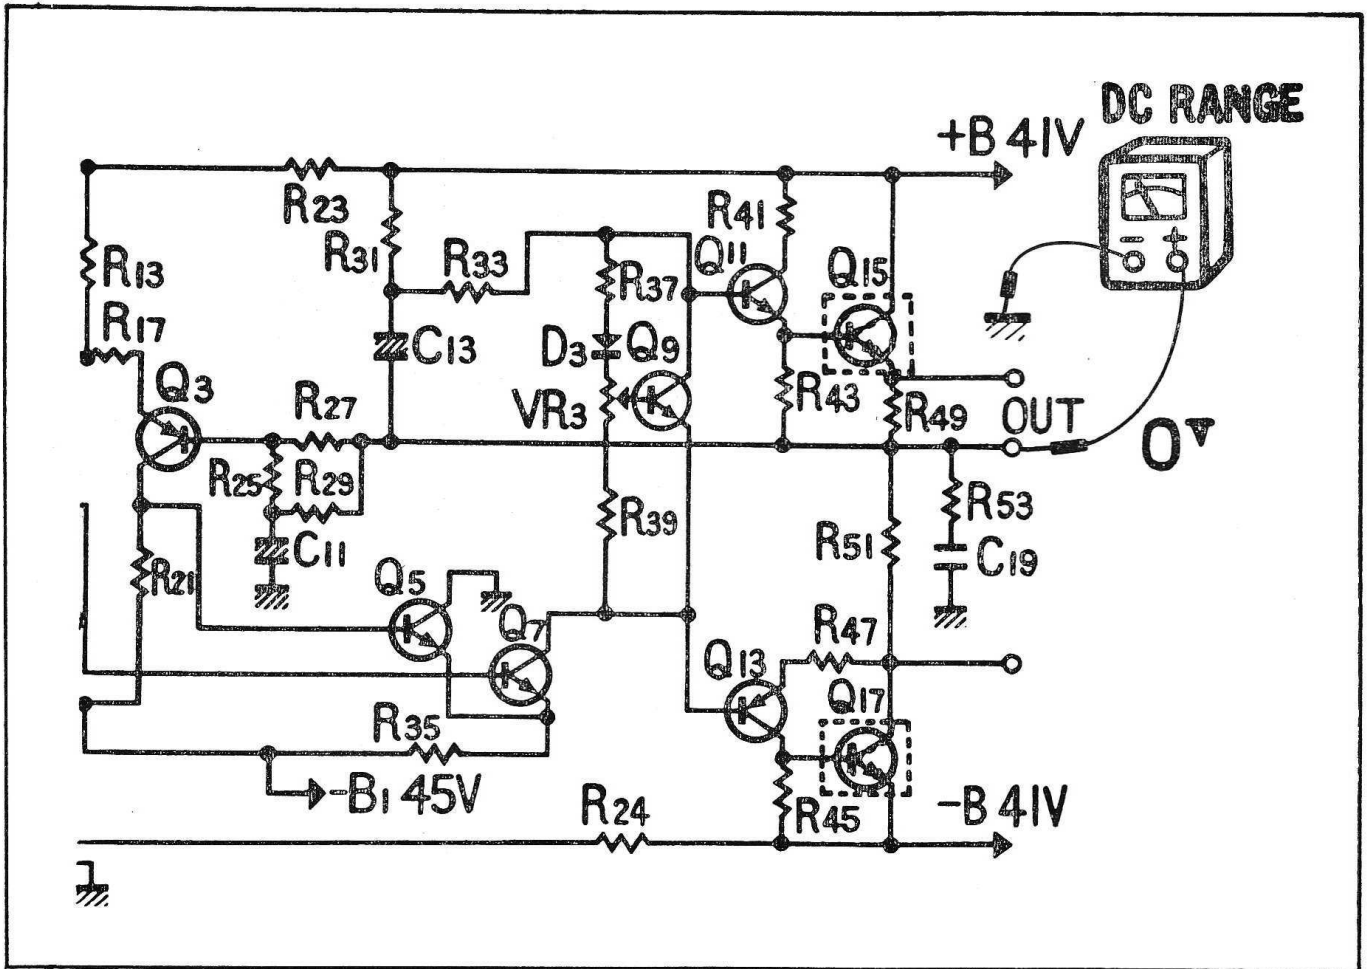 DC RANGE
+B 41V
R23
R41
R31
Q11
R13
R33
R37
Q15
R17
C13
D3
Q9
Q3
R27
VR3
R43
R49
OUT
0V
R25
R29
R39
R53
R51
C11
C19
R21
Q5
Q7
R47
Q13
Q17
R35
-B1 45V
R24
R45
-B 41V